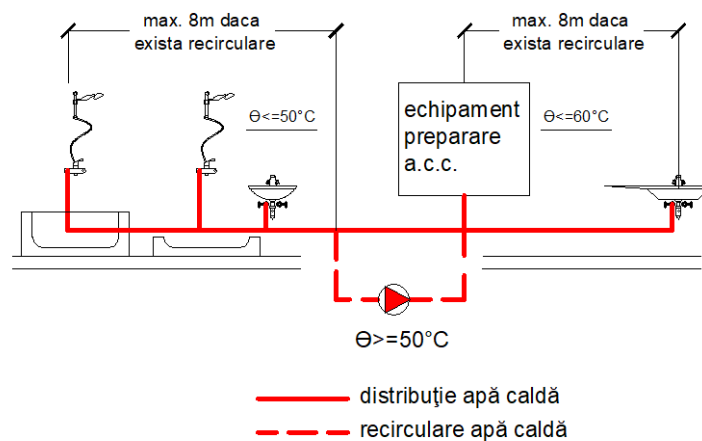 max. 8m daca
exista recirculare
max. 8m daca
exista recirculare
Ɵ<=50°C
echipament
preparare
a.c.c.
Ɵ<=60°C
Ɵ>=50°C
distribuţie apă caldă
recirculare apă caldă